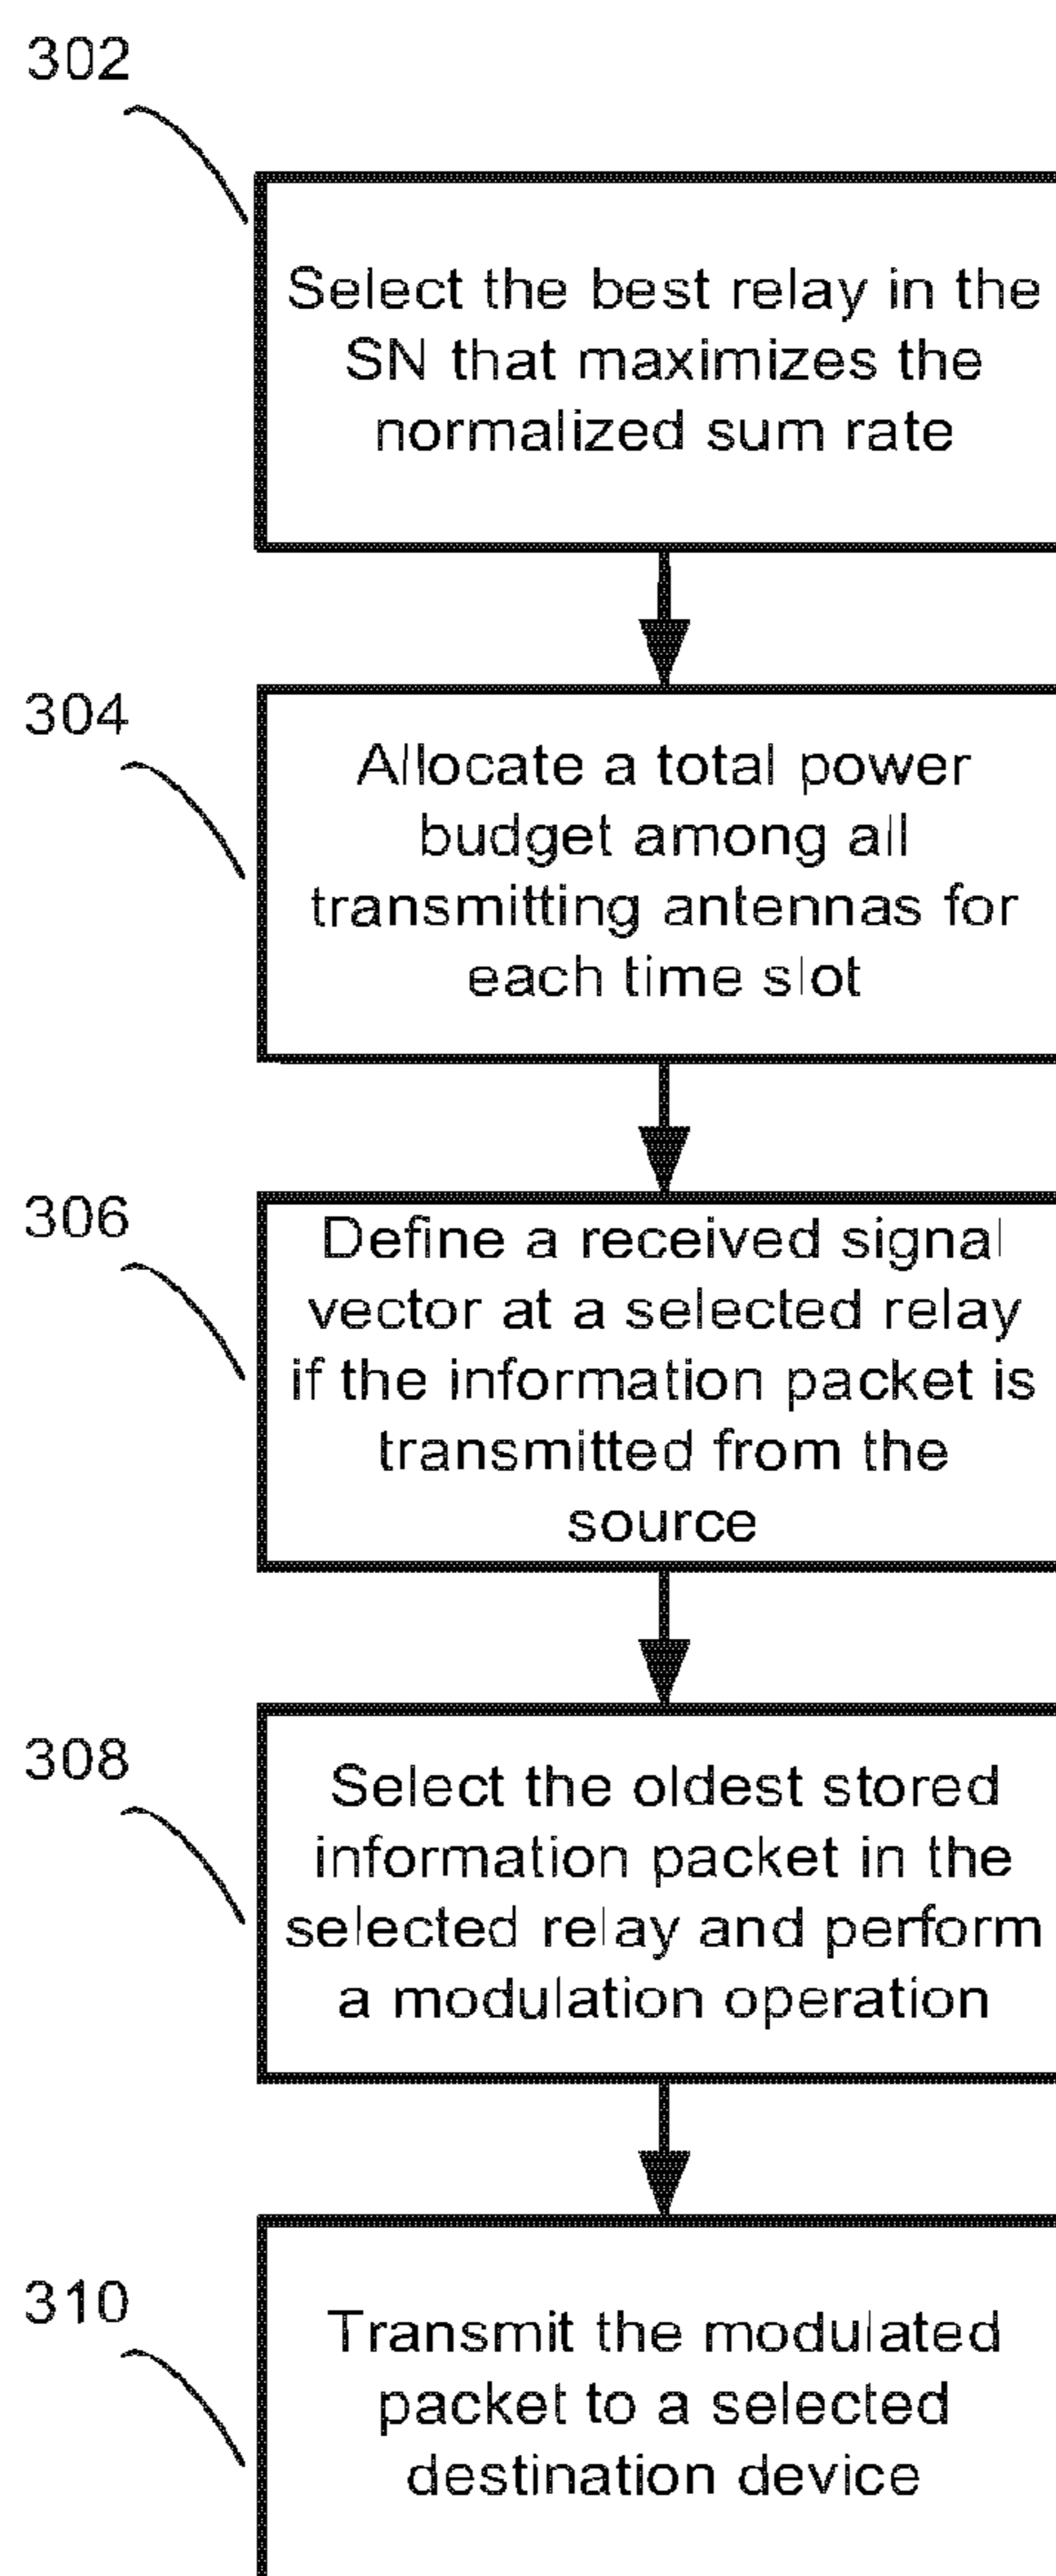 302
Select the best relay in the
SN that maximizes the
normalized sum rate
304
Allocate a total power
budget among all
transmitting antennas for
each time slot
306
Define a received signal
vector at a selected relay
if the information packet is
transmitted from the
source
308
Select the oldest stored
information packet in the
selected relay and perform
a modulation operation
310
Transmit the modulated
packet to a selected
destination device